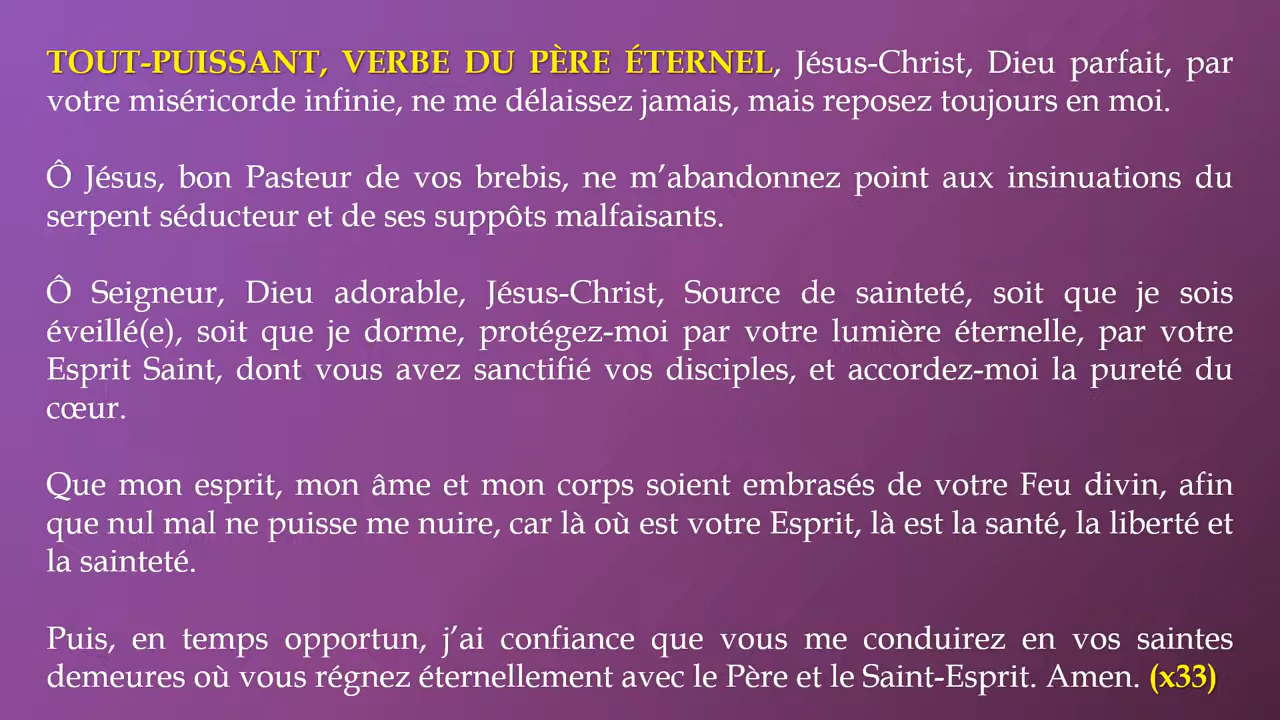 TOUT-PUISSANT, VERBE DU PÈRE ÉTERNEL, Jésus-Christ, Dieu parfait, par
votre miséricorde infinie, ne me délaissez jamais, mais reposez toujours en moi.
Ô Jésus, bon Pasteur de vos brebis, ne m’abandonnez point aux insinuations du
serpent séducteur et de ses suppôts malfaisants.
Ô Seigneur, Dieu adorable, Jésus-Christ, Source de sainteté, soit que je sois
éveillé(e), soit que je dorme, protégez-moi par votre lumière éternelle, par votre
Esprit Saint, dont vous avez sanctifié vos disciples, et accordez-moi la pureté du
cœur.
Que mon esprit, mon âme et mon corps soient embrasés de votre Feu divin, afin
que nul mal ne puisse me nuire, car là où est votre Esprit, là est la santé, la liberté et
la sainteté.
Puis, en temps opportun, j’ai confiance que vous me conduirez en vos saintes
demeures où vous régnez éternellement avec le Père et le Saint-Esprit. Amen. (x33)